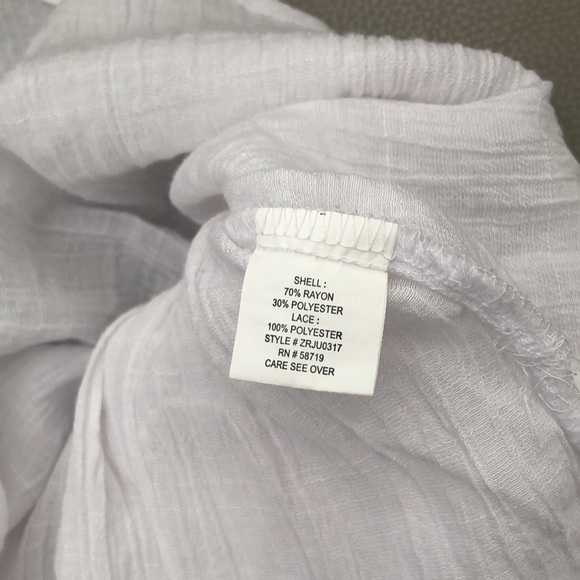 SHELL :
70% RAYON
30% POLYESTER
LACE :
100% POLYESTER
STYLE # ZRJU0317
RN # 58719
CARE SEE OVER